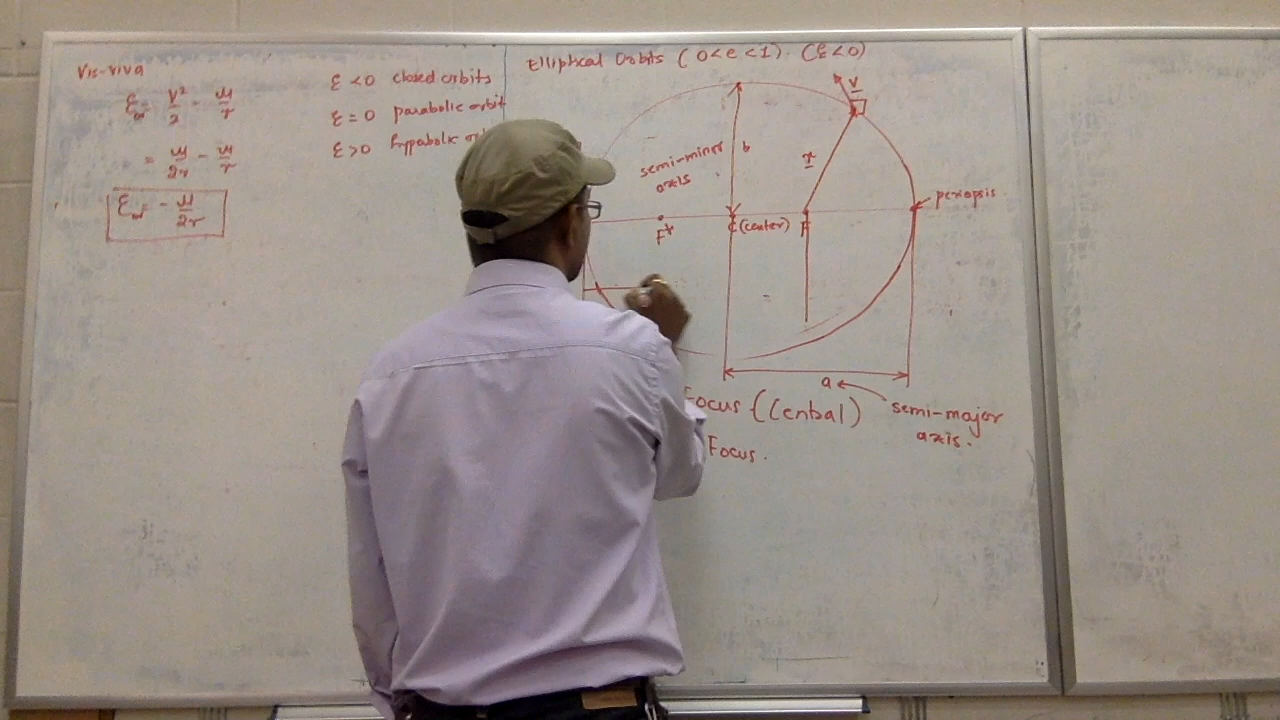 Vis-viva
ε = V²/2 - μ/r
= μ/2r - μ/r
ε = - μ/2r
ε < 0 closed orbits
ε = 0 parabolic orbit
ε > 0 hypabolic
Elliptical Orbits ( 0 < e < 1 ). ( ε < 0 )
V
r
semi-minor
axis
b
F*
C (center)
F
periapsis
a
semi-major
axis.
Focus (Central)
Focus.